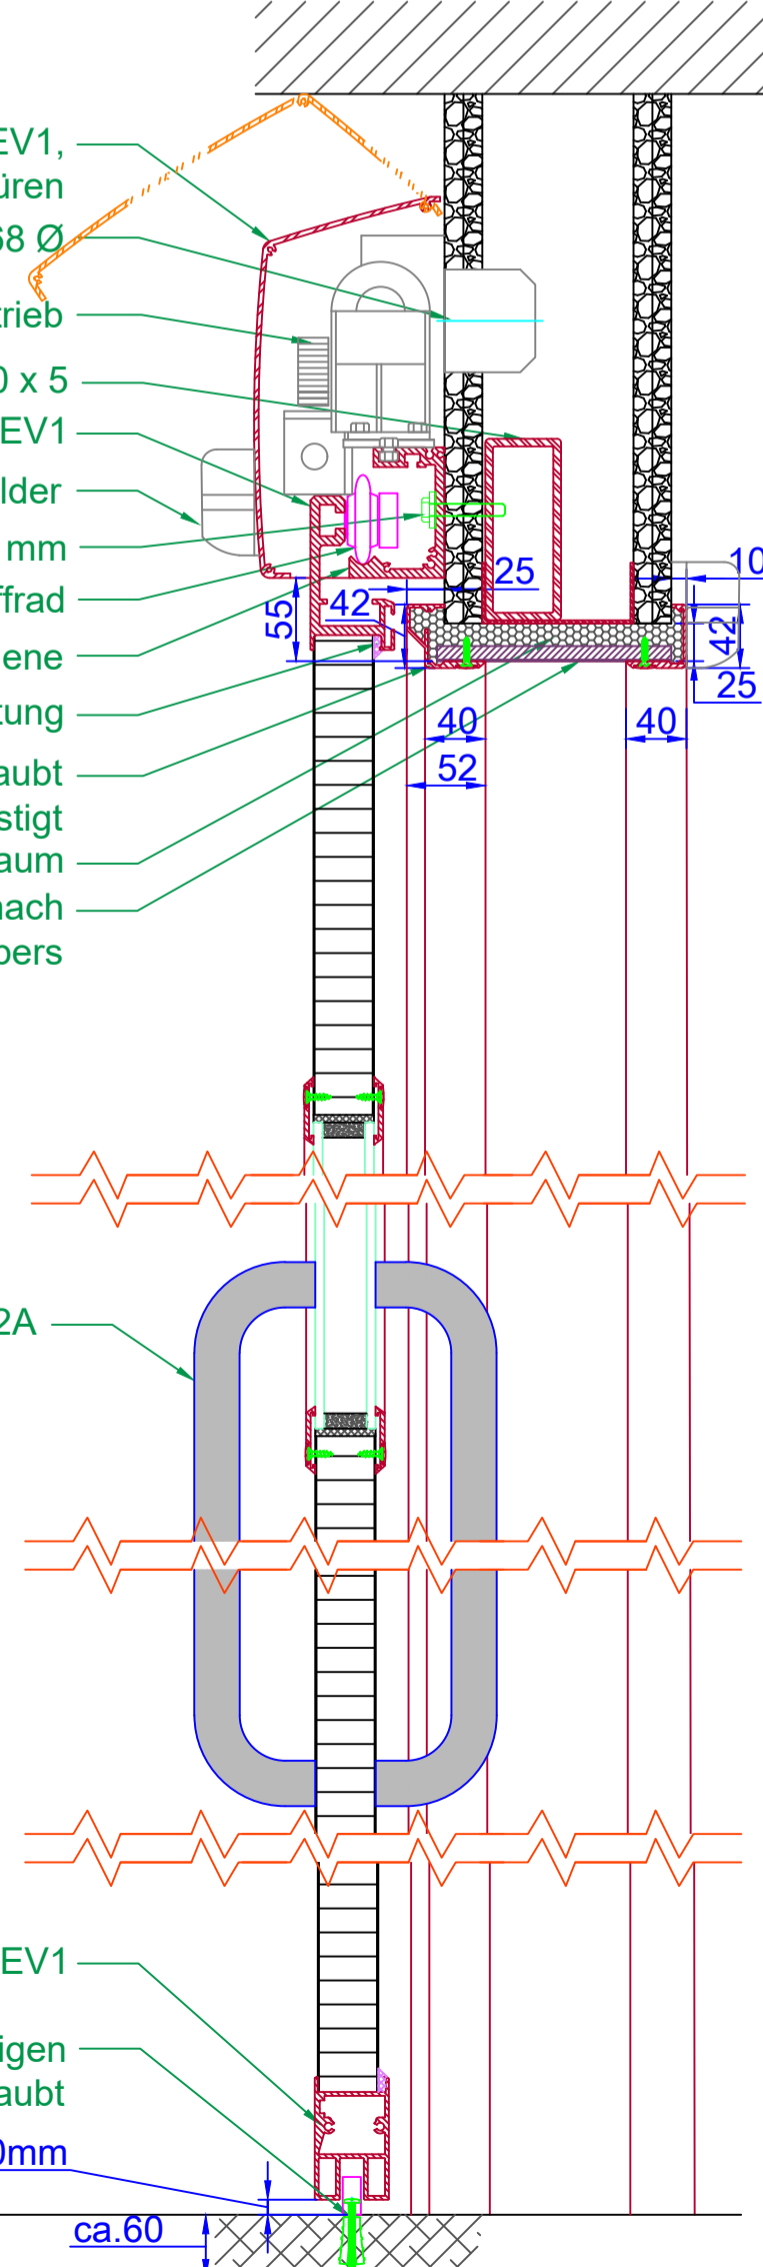 EV1,
üren
68 Ø
trieb
0 x 5
EV1
lder
mm
ffrad
ene
tung
aubt
stigt
aum
nach
bers
25
10
55
42
42
25
40
40
52
2A
EV1
igen
aubt
0mm
ca.60